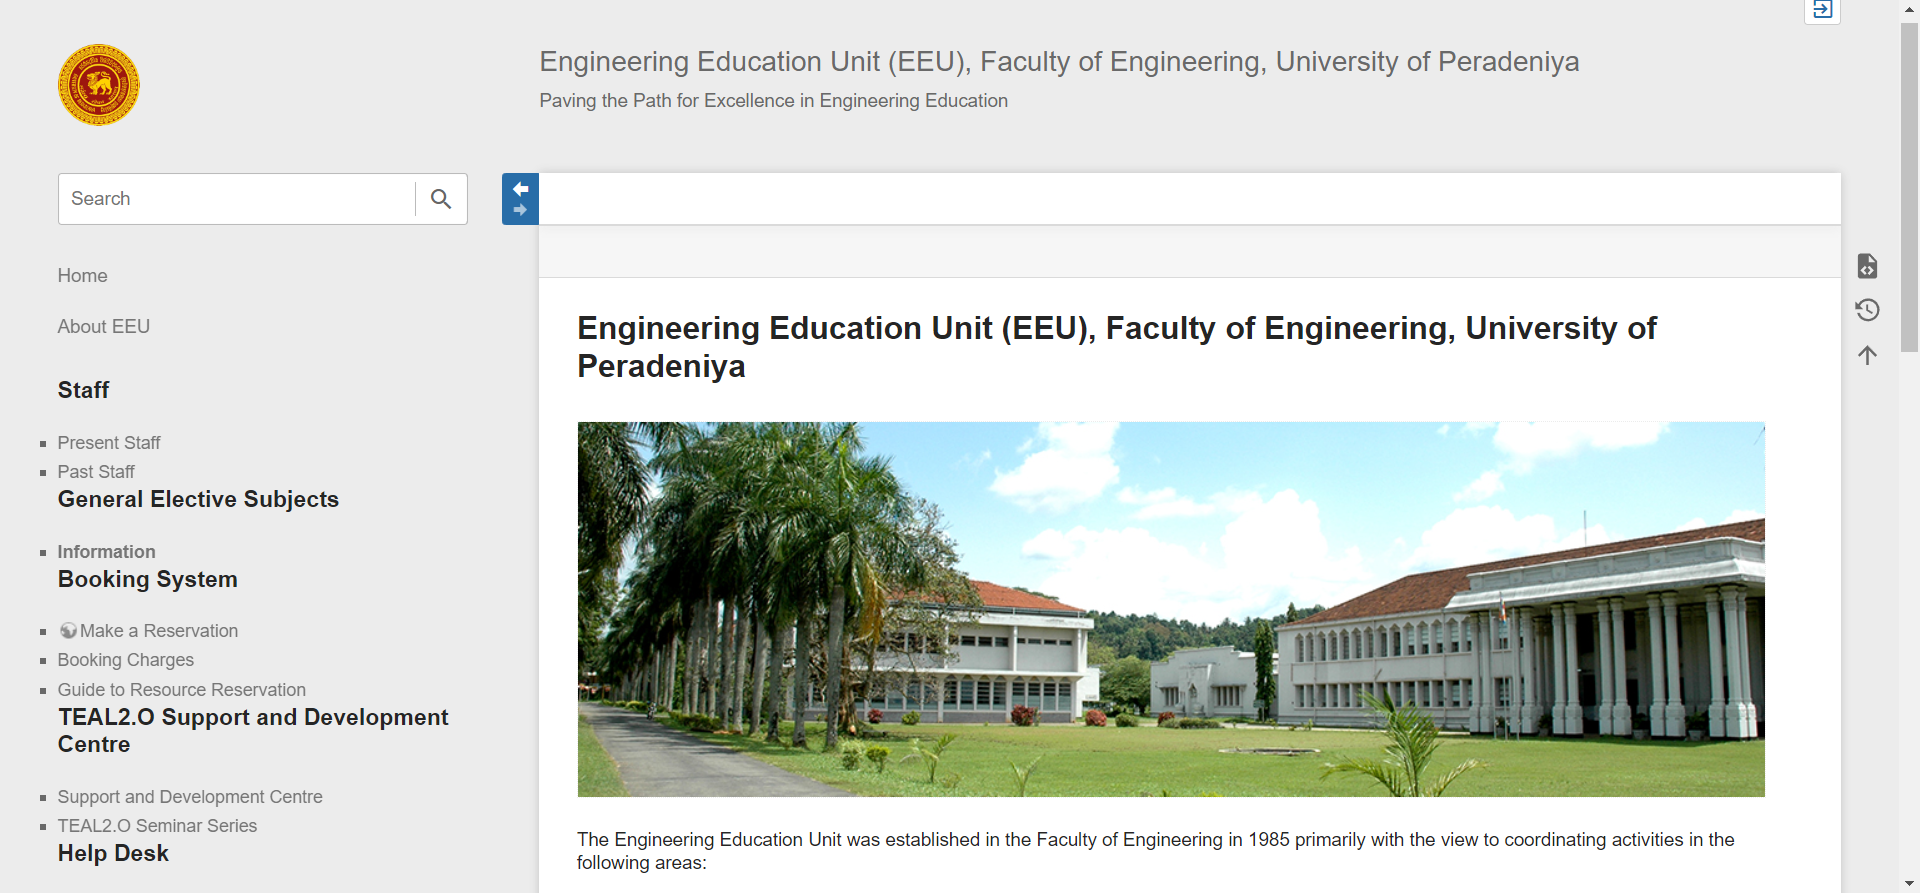 Engineering Education Unit (EEU), Faculty of Engineering, University of Peradeniya
Paving the Path for Excellence in Engineering Education
Search
Home
About EEU
Staff
Present Staff
Past Staff
General Elective Subjects
Information
Booking System
Make a Reservation
Booking Charges
Guide to Resource Reservation
TEAL2.O Support and Development
Centre
Support and Development Centre
TEAL2.O Seminar Series
Help Desk
Engineering Education Unit (EEU), Faculty of Engineering, University of
Peradeniya
The Engineering Education Unit was established in the Faculty of Engineering in 1985 primarily with the view to coordinating activities in the
following areas: